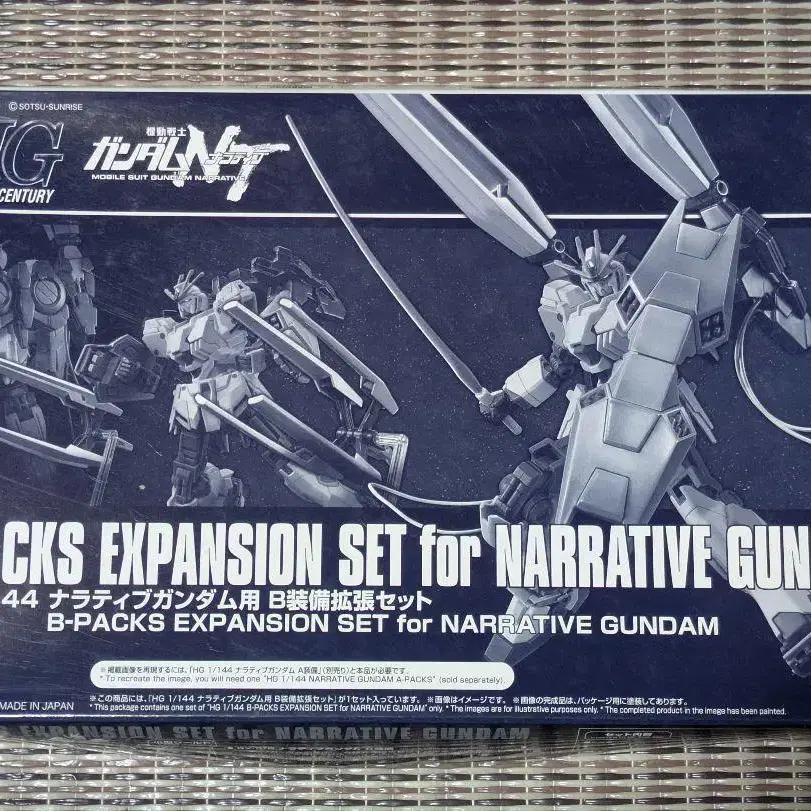 ©SOTSU·SUNRISE
HG
CENTURY
機動戦士
ガンダムNT
ナラティブ
MOBILE SUIT GUNDAM NARRATIVE
CKS EXPANSION SET for NARRATIVE GUN
44 ナラティブガンダム用 B装備拡張セット
B-PACKS EXPANSION SET for NARRATIVE GUNDAM
※掲載画像を再現するには、「HG 1/144 ナラティブガンダム A装備」(別売り)と本品が必要です。
* To recreate the image, you will need one "HG 1/144 NARRATIVE GUNDAM A-PACKS" (sold separately).
※この商品には、「HG 1/144 ナラティブガンダム用 B装備拡張セット」が1セット入っています。 ※画像はイメージです。 ※画像の完成品は、パッケージ用に塗装してあります。
MADE IN JAPAN
* This package contains one set of "HG 1/144 B-PACKS EXPANSION SET for NARRATIVE GUNDAM" only. * The images are for illustrative purposes only. * The completed product in the image has been painted.
EXPANSION SET for NARRATIVE GUNDAM
セット内容